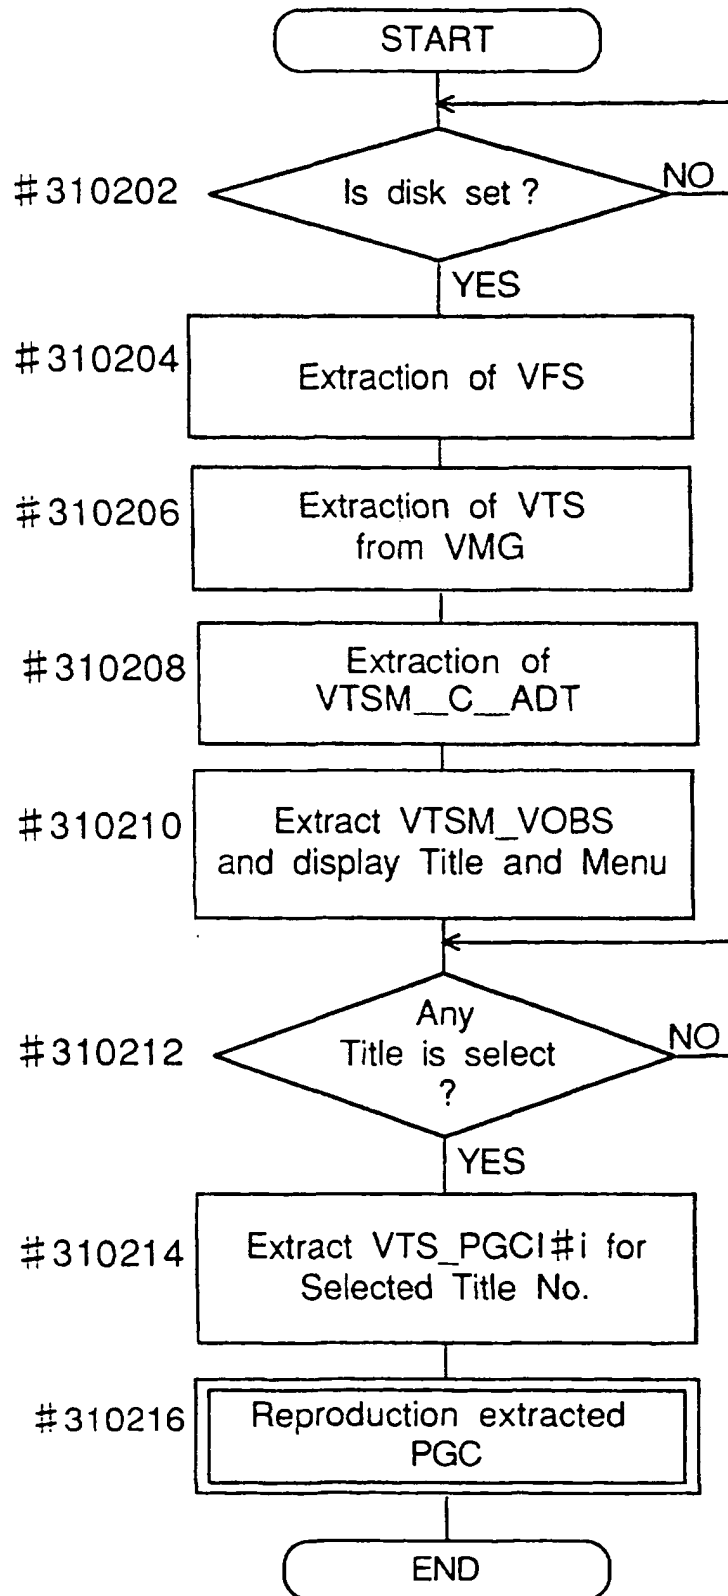 START
#310202
Is disk set ?
NO
YES
#310204
Extraction of VFS
#310206
Extraction of VTS
from VMG
#310208
Extraction of
VTSM__C__ADT
#310210
Extract VTSM_VOBS
and display Title and Menu
#310212
Any
Title is select
?
NO
YES
#310214
Extract VTS_PGCI#i for
Selected Title No.
#310216
Reproduction extracted
PGC
END